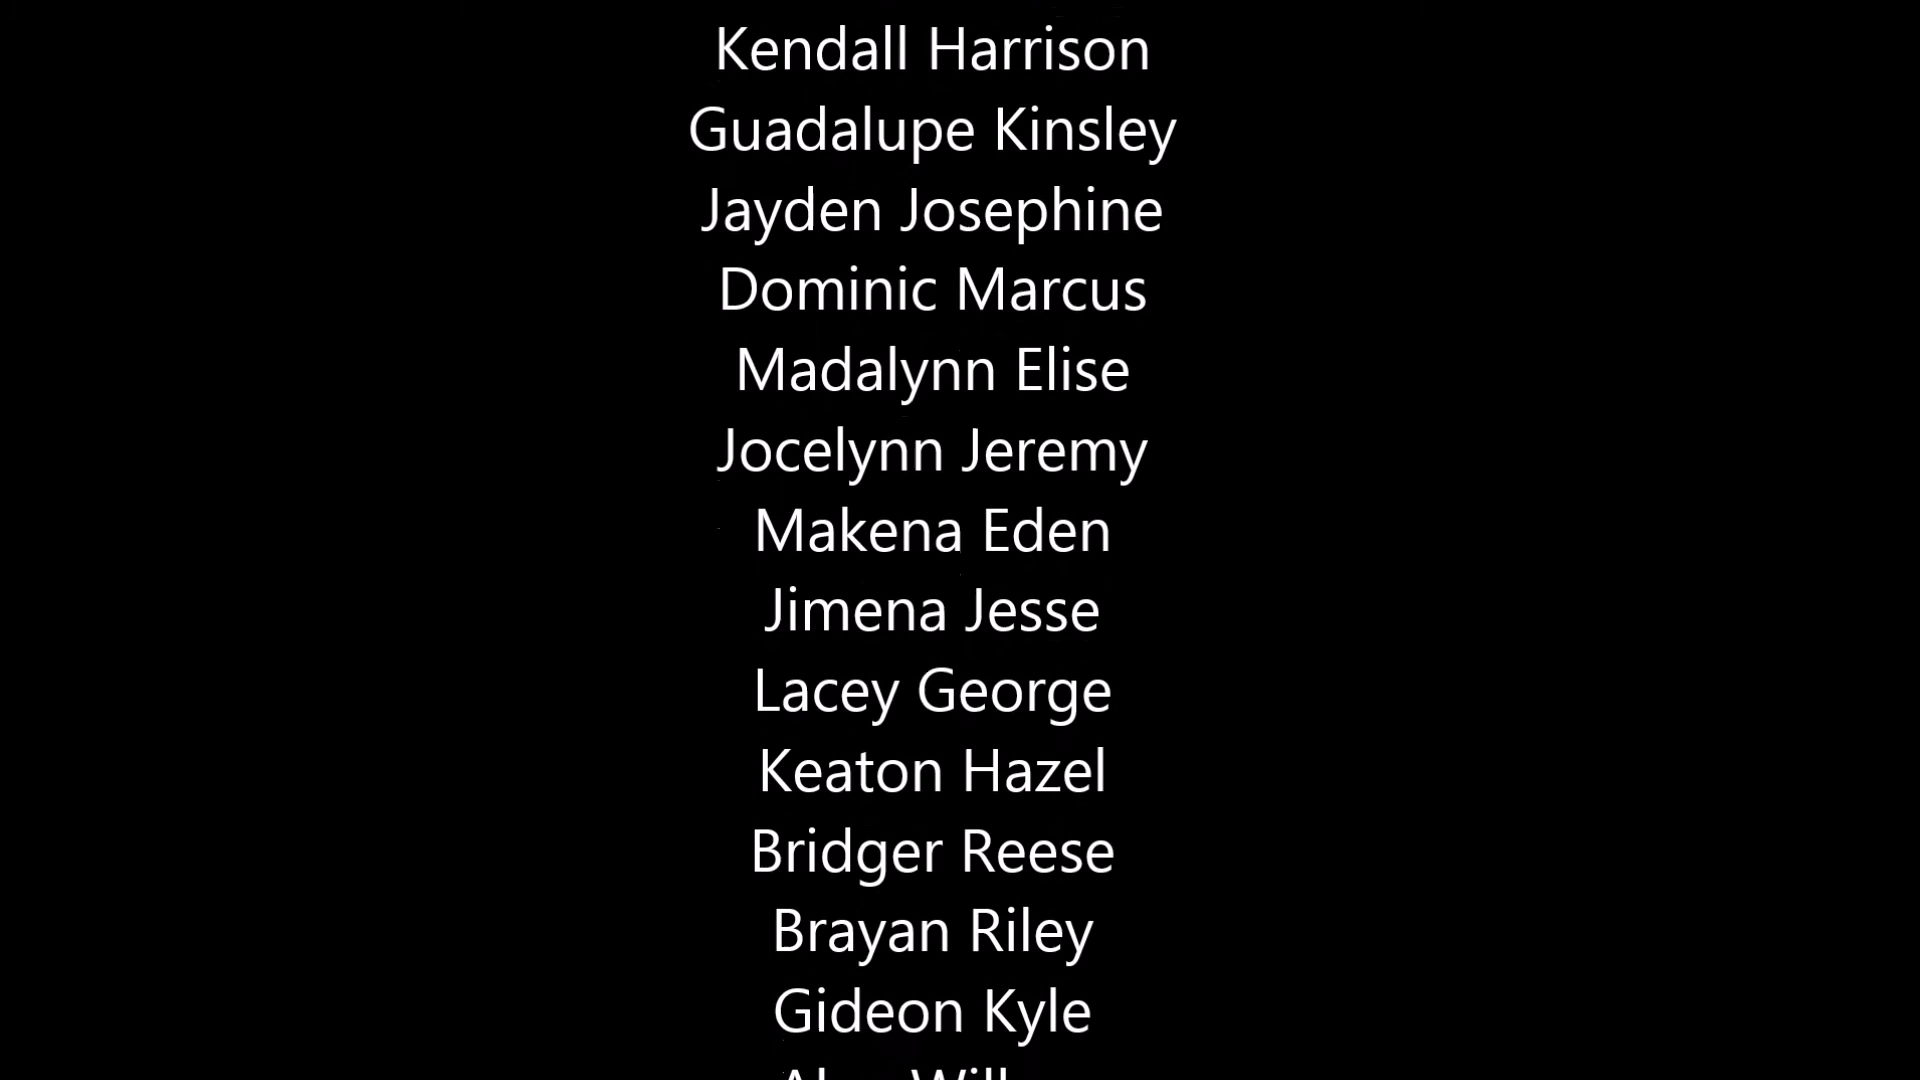 Kendall Harrison
Guadalupe Kinsley
Jayden Josephine
Dominic Marcus
Madalynn Elise
Jocelynn Jeremy
Makena Eden
Jimena Jesse
Lacey George
Keaton Hazel
Bridger Reese
Brayan Riley
Gideon Kyle